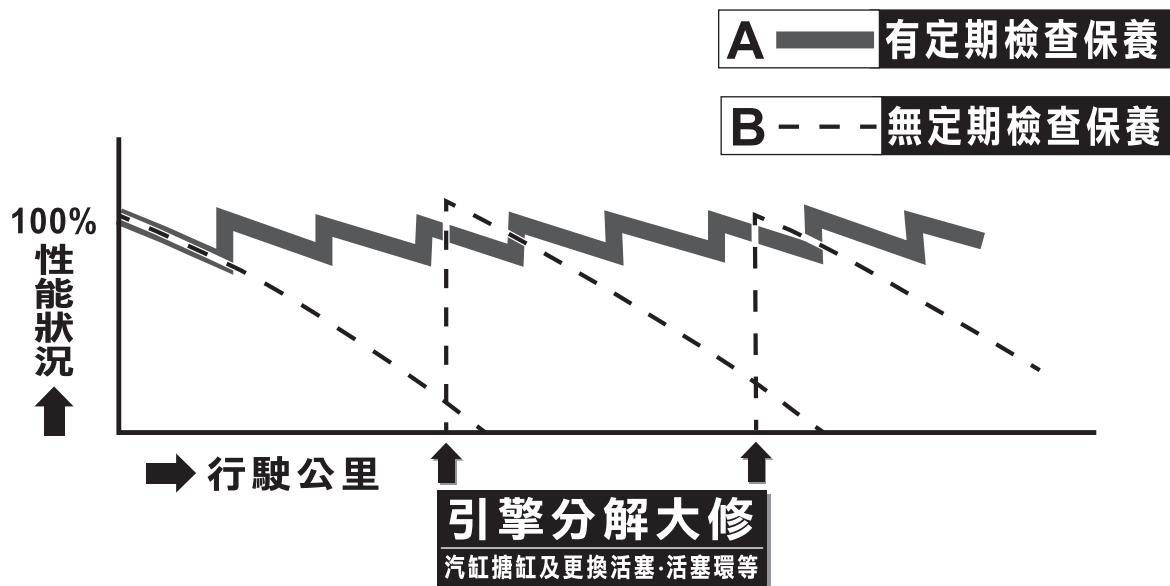 A 有定期檢查保養
B 無定期檢查保養
100%
性能狀況
行駛公里
引擎分解大修
汽缸搪缸及更換活塞·活塞環等